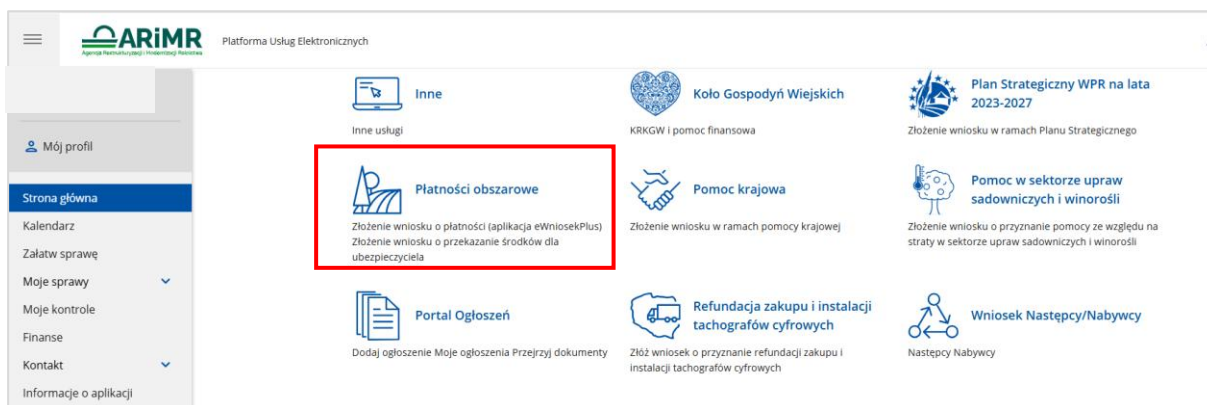 ARiMR
Agencja Restrukturyzacji i Modernizacji Rolnictwa
Platforma Usług Elektronicznych
Mój profil
Strona główna
Kalendarz
Załatw sprawę
Moje sprawy
Moje kontrole
Finanse
Kontakt
Informacje o aplikacji
Inne
Inne usługi
Koło Gospodyń Wiejskich
KRKGW i pomoc finansowa
Plan Strategiczny WPR na lata
2023-2027
Złożenie wniosku w ramach Planu Strategicznego
Płatności obszarowe
Złożenie wniosku o płatności (aplikacja eWniosekPlus)
Złożenie wniosku o przekazanie środków dla
ubezpieczyciela
Pomoc krajowa
Złożenie wniosku w ramach pomocy krajowej
Pomoc w sektorze upraw
sadowniczych i winorośli
Złożenie wniosku o przyznanie pomocy ze względu na
straty w sektorze upraw sadowniczych i winorośli
Portal Ogłoszeń
Dodaj ogłoszenie Moje ogłoszenia Przejrzyj dokumenty
Refundacja zakupu i instalacji
tachografów cyfrowych
Złóż wniosek o przyznanie refundacji zakupu i
instalacji tachografów cyfrowych
Wniosek Następcy/Nabywcy
Następcy Nabywcy